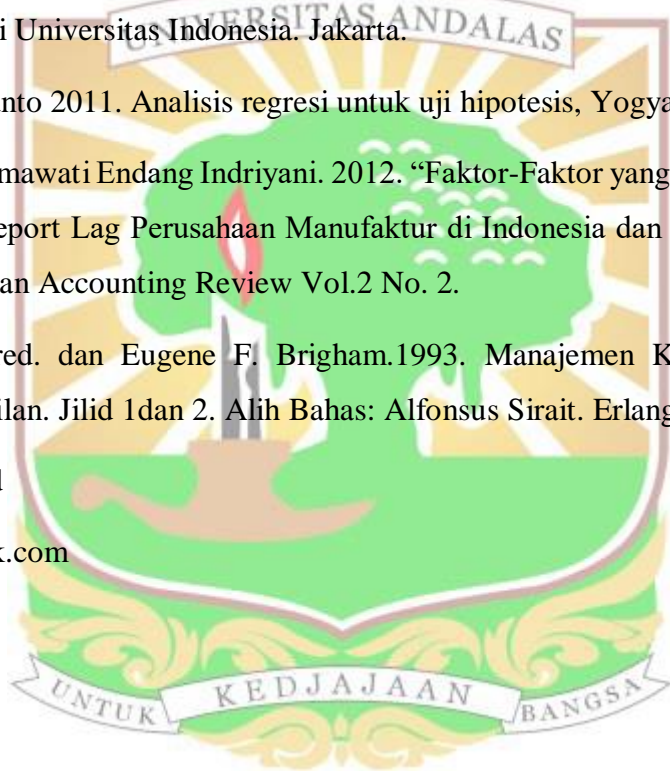 UNIVERSITAS ANDALAS
i Universitas Indonesia. Jakarta.
nto 2011. Analisis regresi untuk uji hipotesis, Yogya
mawati Endang Indriyani. 2012. “Faktor-Faktor yang
eport Lag Perusahaan Manufaktur di Indonesia dan
an Accounting Review Vol.2 No. 2.
red. dan Eugene F. Brigham.1993. Manajemen K
ilan. Jilid 1dan 2. Alih Bahas: Alfonsus Sirait. Erlang
k.com
UNTUK KEDJAJAAN BANGSA